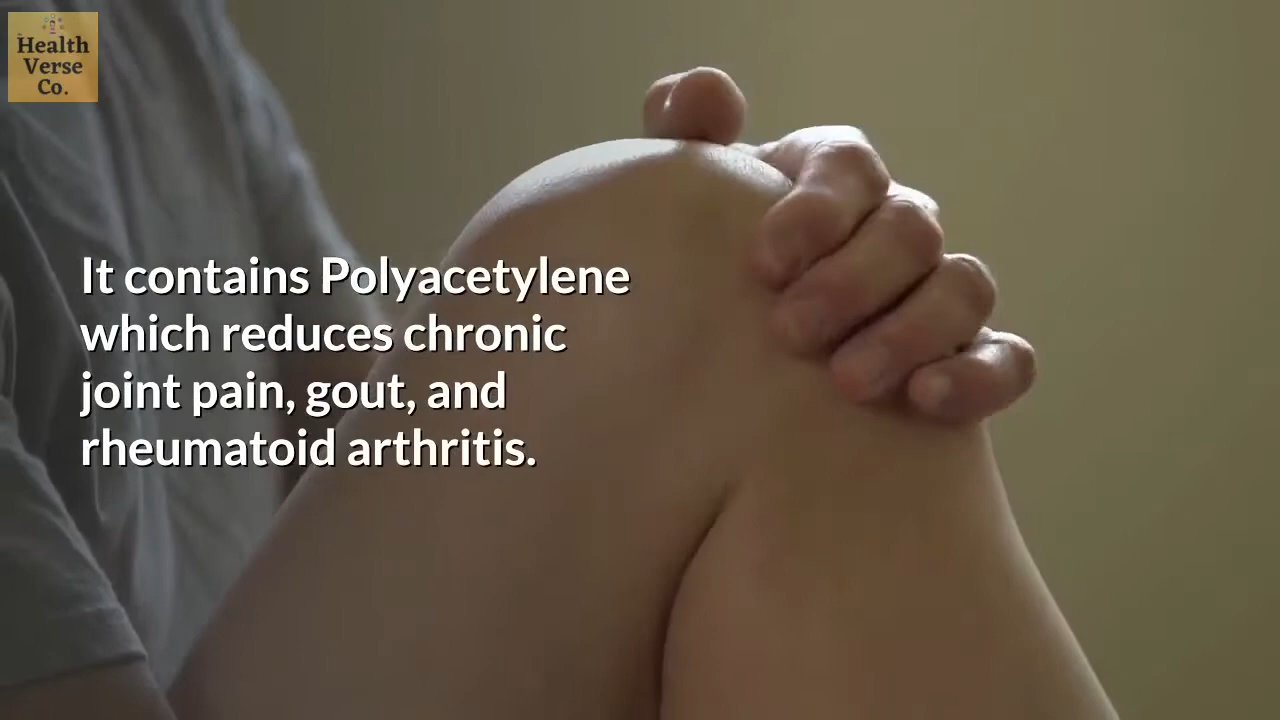 Health
Verse
Co.
It contains Polyacetylene
which reduces chronic
joint pain, gout, and
rheumatoid arthritis.